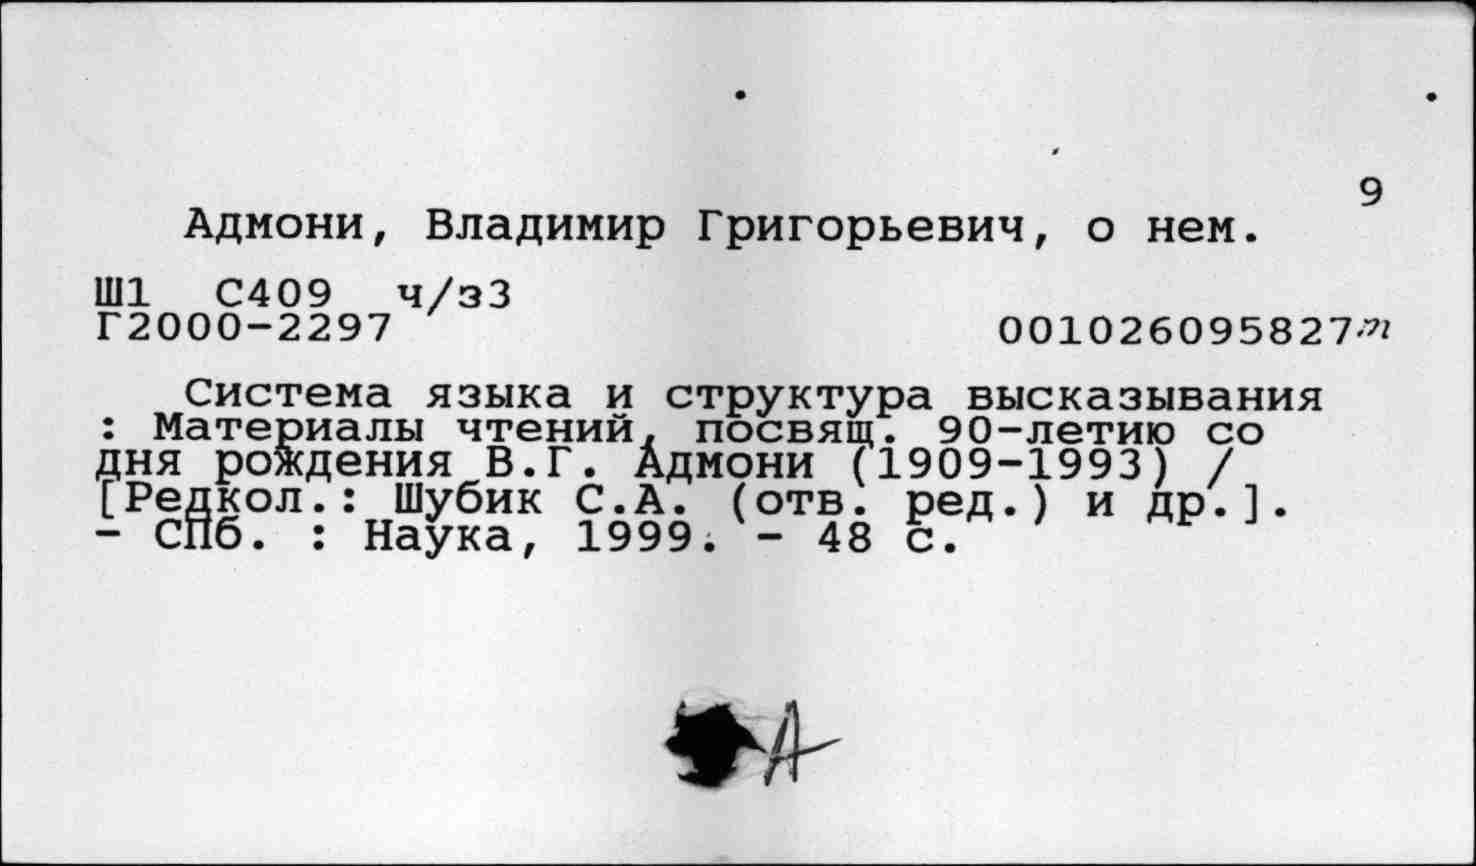 9
Адмони, Владимир Григорьевич, о нем.
Ш1 С409 ч/з3
Г2000-2297 001026095827
Система языка и структура высказывания
: Материалы чтений, посвящ. 90-летию со
дня рождения В.Г. Адмони (1909-1993) /
[Редкол.: Шубик С.А. (отв. ред.) и др.].
- СПб. : Наука, 1999. - 48 с.
А